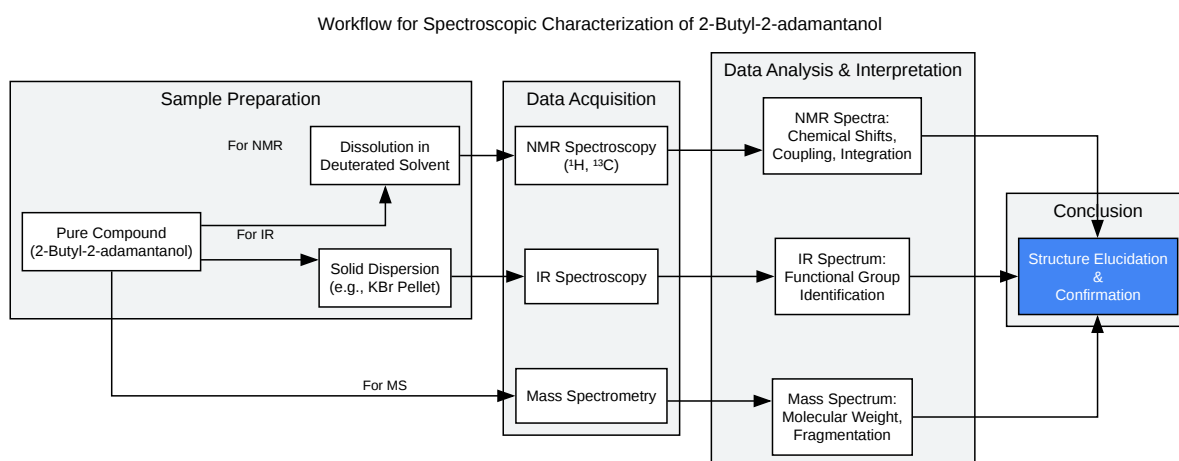 Workflow for Spectroscopic Characterization of 2-Butyl-2-adamantanol
Sample Preparation
For NMR
Dissolution in
Deuterated Solvent
Pure Compound
(2-Butyl-2-adamantanol)
For IR
Solid Dispersion
(e.g., KBr Pellet)
For MS
Data Acquisition
NMR Spectroscopy
(¹H, ¹³C)
IR Spectroscopy
Mass Spectrometry
Data Analysis & Interpretation
NMR Spectra:
Chemical Shifts,
Coupling, Integration
IR Spectrum:
Functional Group
Identification
Mass Spectrum:
Molecular Weight,
Fragmentation
Conclusion
Structure Elucidation
&
Confirmation